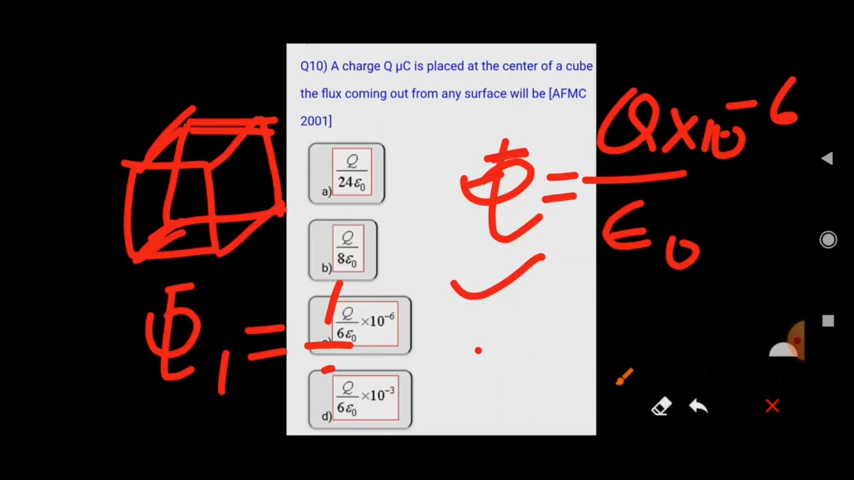 Q10) A charge Q μC is placed at the center of a cube
the flux coming out from any surface will be [AFMC
2001]
a) Q/24ε₀
b) Q/8ε₀
Q/6ε₀ ×10⁻⁶
d) Q/6ε₀ ×10⁻³
Φ = Q×10⁻⁶/ε₀
Φ₁ = 1/